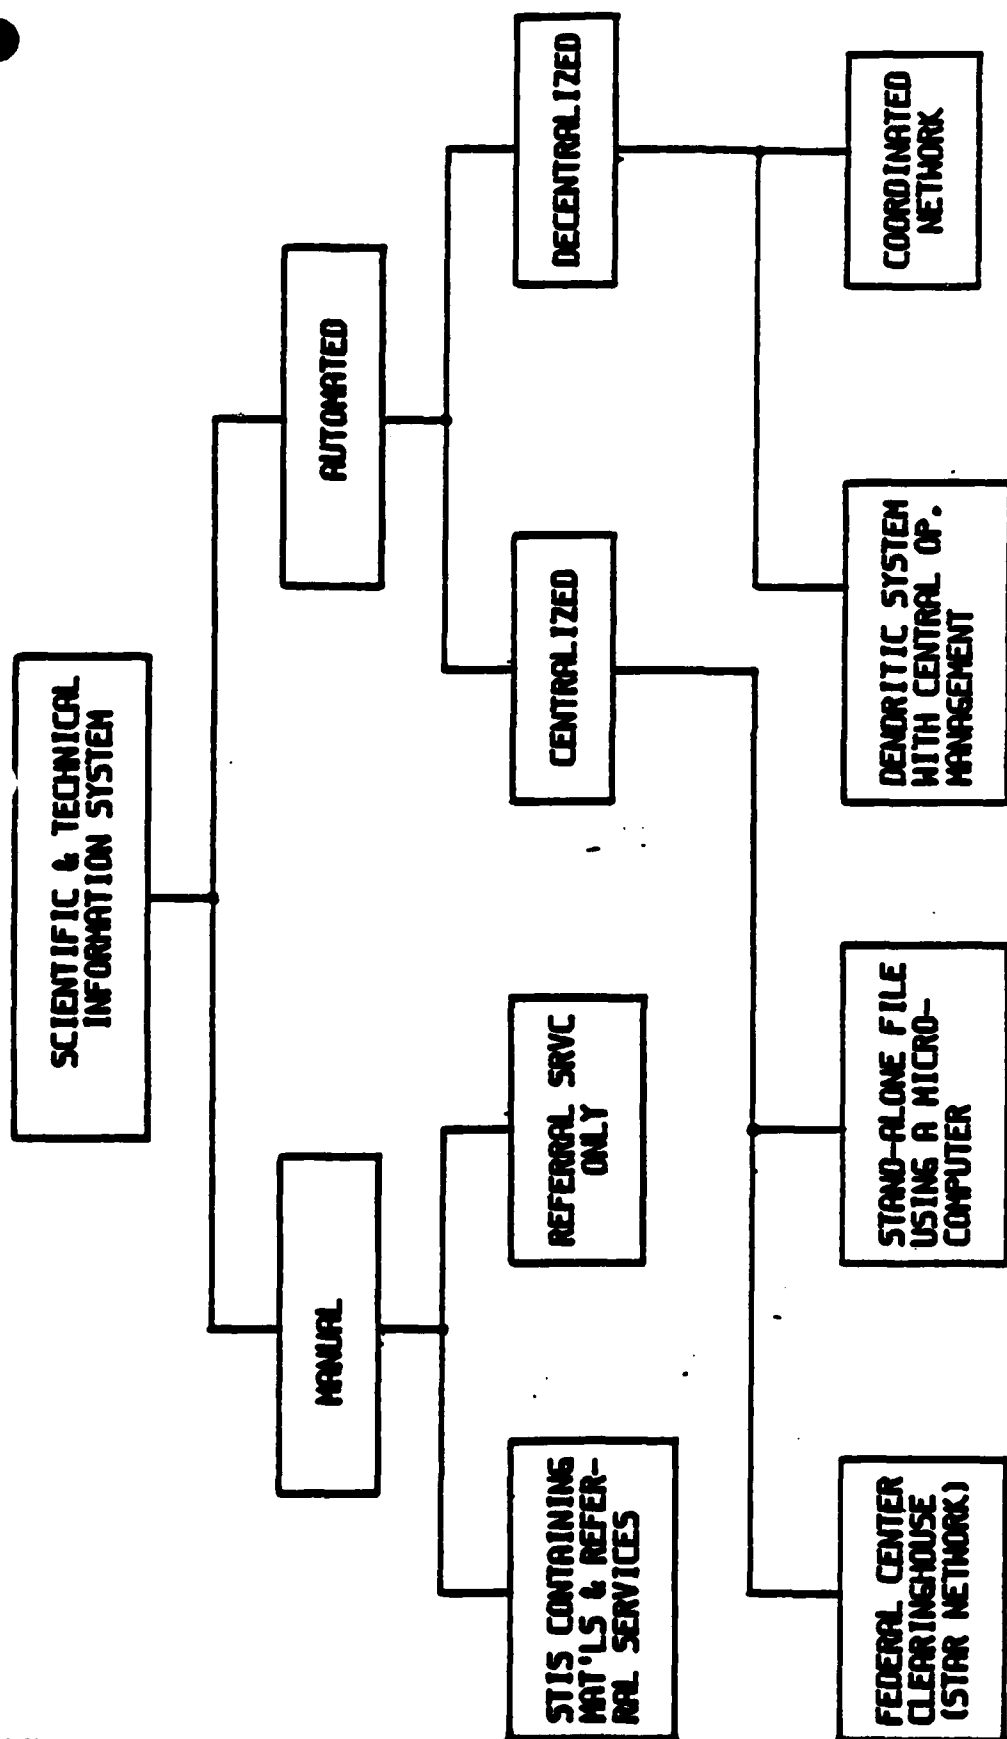 SCIENTIFIC & TECHNICAL
INFORMATION SYSTEM
MANUAL
AUTOMATED
STIS CONTAINING
MAT'LS & REFER-
RAL SERVICES
REFERRAL SRVC
ONLY
CENTRALIZED
DECENTRALIZED
FEDERAL CENTER
CLEARINGHOUSE
(STAR NETWORK)
STAND-ALONE FILE
USING A MICRO-
COMPUTER
DENDRITIC SYSTEM
WITH CENTRAL OP.
MANAGEMENT
COORDINATED
NETWORK